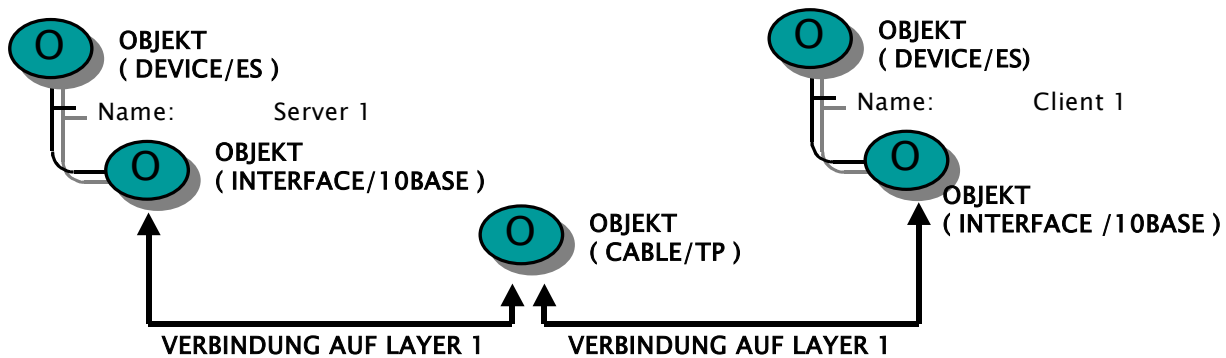 O
OBJEKT
( DEVICE/ES )
Name: Server 1
O
OBJEKT
( INTERFACE/10BASE )
O
OBJEKT
( CABLE/TP )
O
OBJEKT
( DEVICE/ES)
Name: Client 1
O
OBJEKT
( INTERFACE /10BASE )
VERBINDUNG AUF LAYER 1
VERBINDUNG AUF LAYER 1